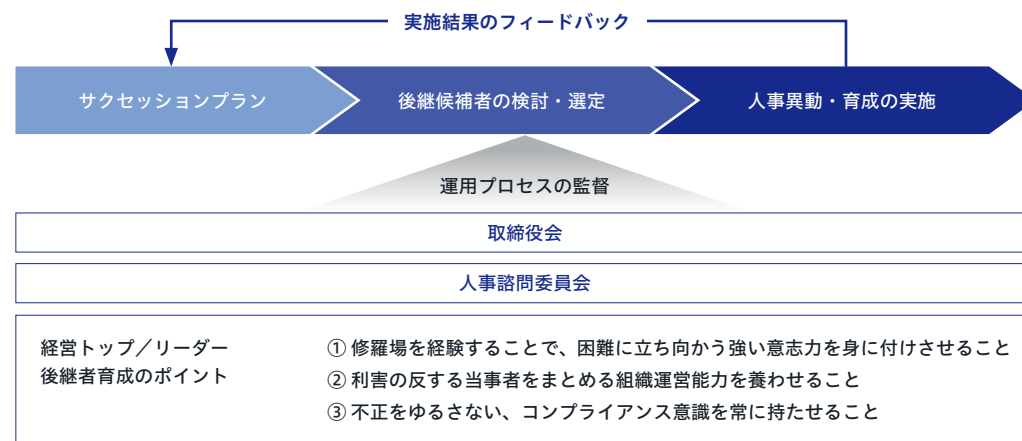 実施結果のフィードバック
サクセッションプラン
後継候補者の検討・選定
人事異動・育成の実施
運用プロセスの監督
取締役会
人事諮問委員会
経営トップ／リーダー
後継者育成のポイント
① 修羅場を経験することで、困難に立ち向かう強い意志力を身に付けさせること
② 利害の反する当事者をまとめる組織運営能力を養わせること
③ 不正をゆるさない、コンプライアンス意識を常に持たせること